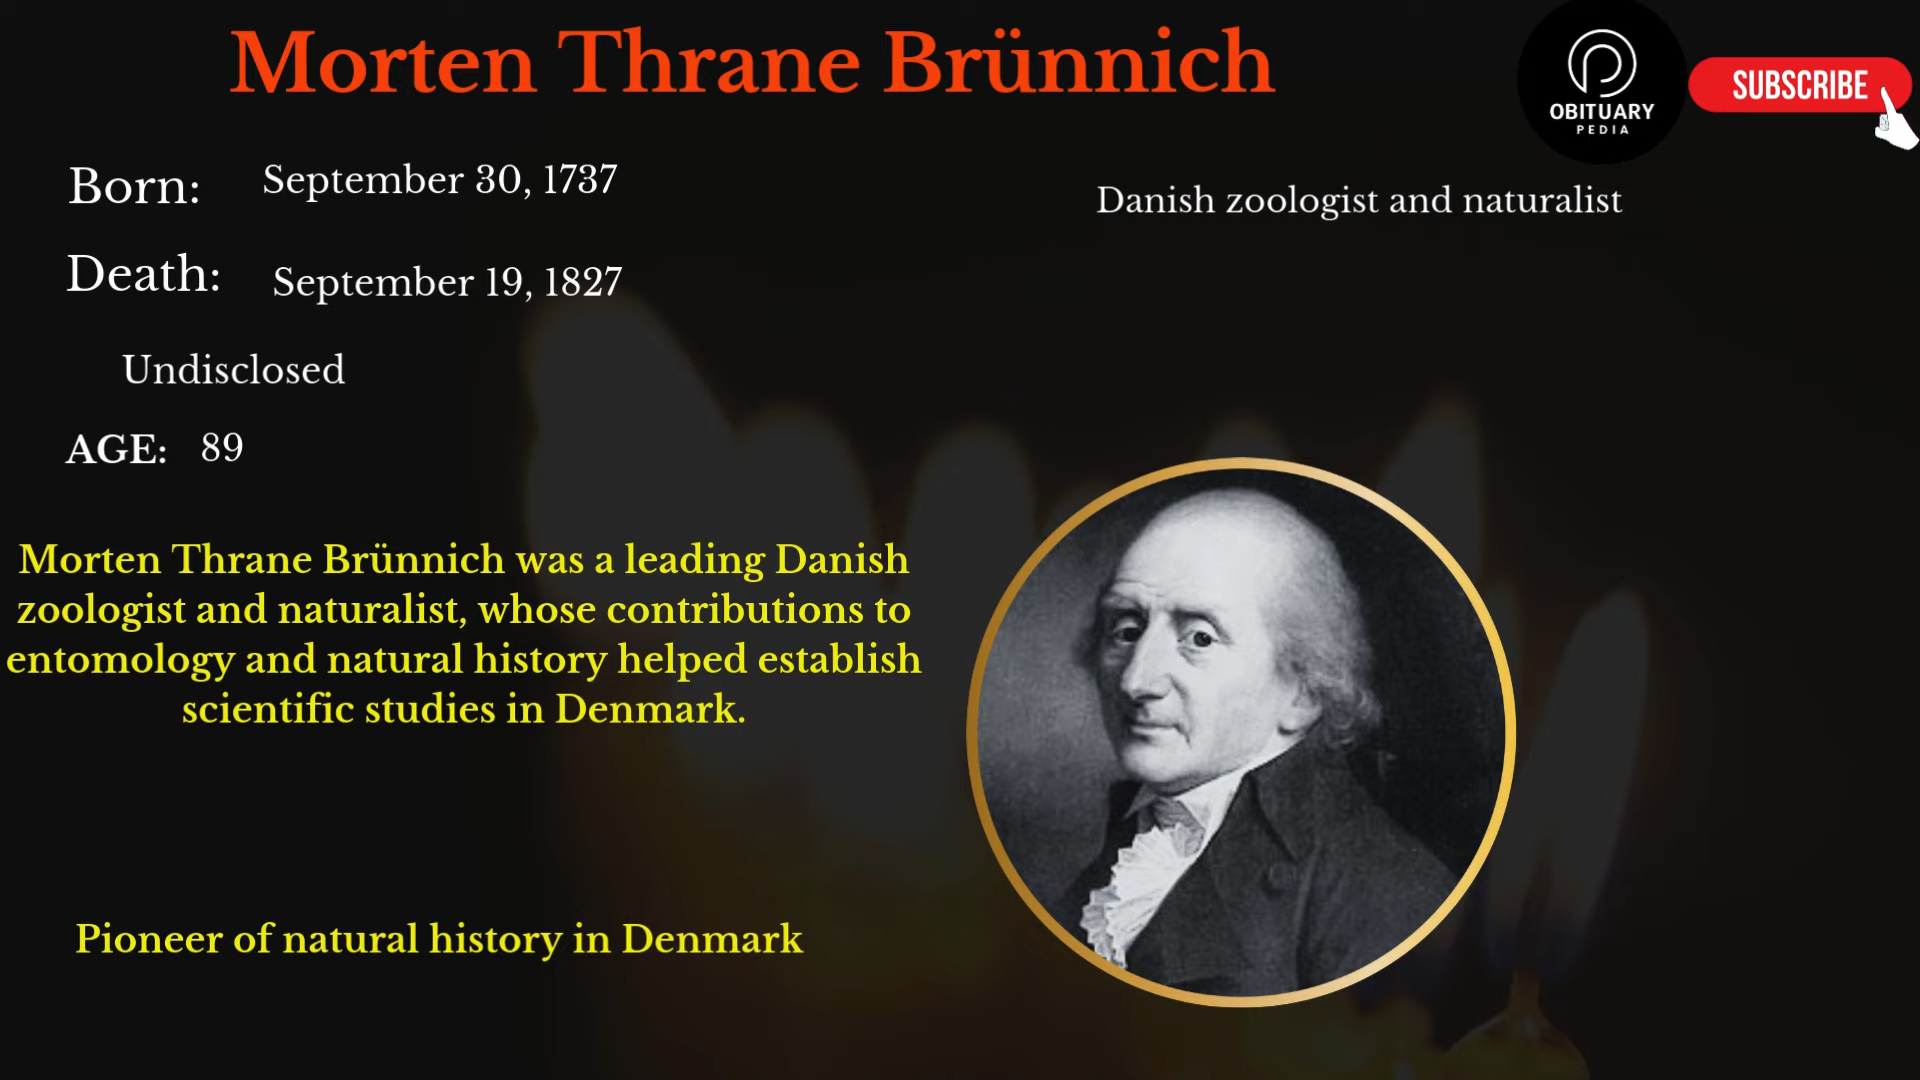 Morten Thrane Brünnich
OBITUARY
PEDIA
SUBSCRIBE
Born: September 30, 1737
Danish zoologist and naturalist
Death: September 19, 1827
Undisclosed
AGE: 89
Morten Thrane Brünnich was a leading Danish
zoologist and naturalist, whose contributions to
entomology and natural history helped establish
scientific studies in Denmark.
Pioneer of natural history in Denmark